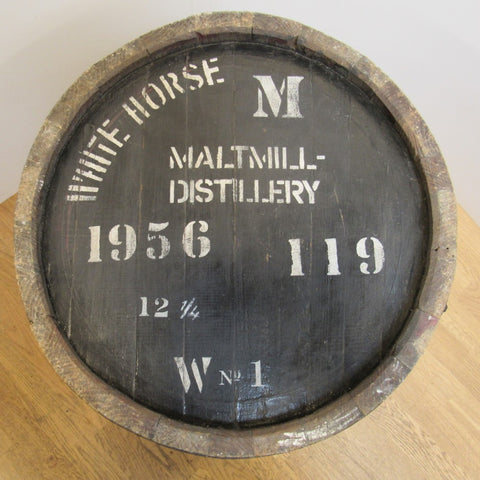 WHITE HORSE
M
MALTMILL-
DISTILLERY
1956
119
12 1/4
W No 1